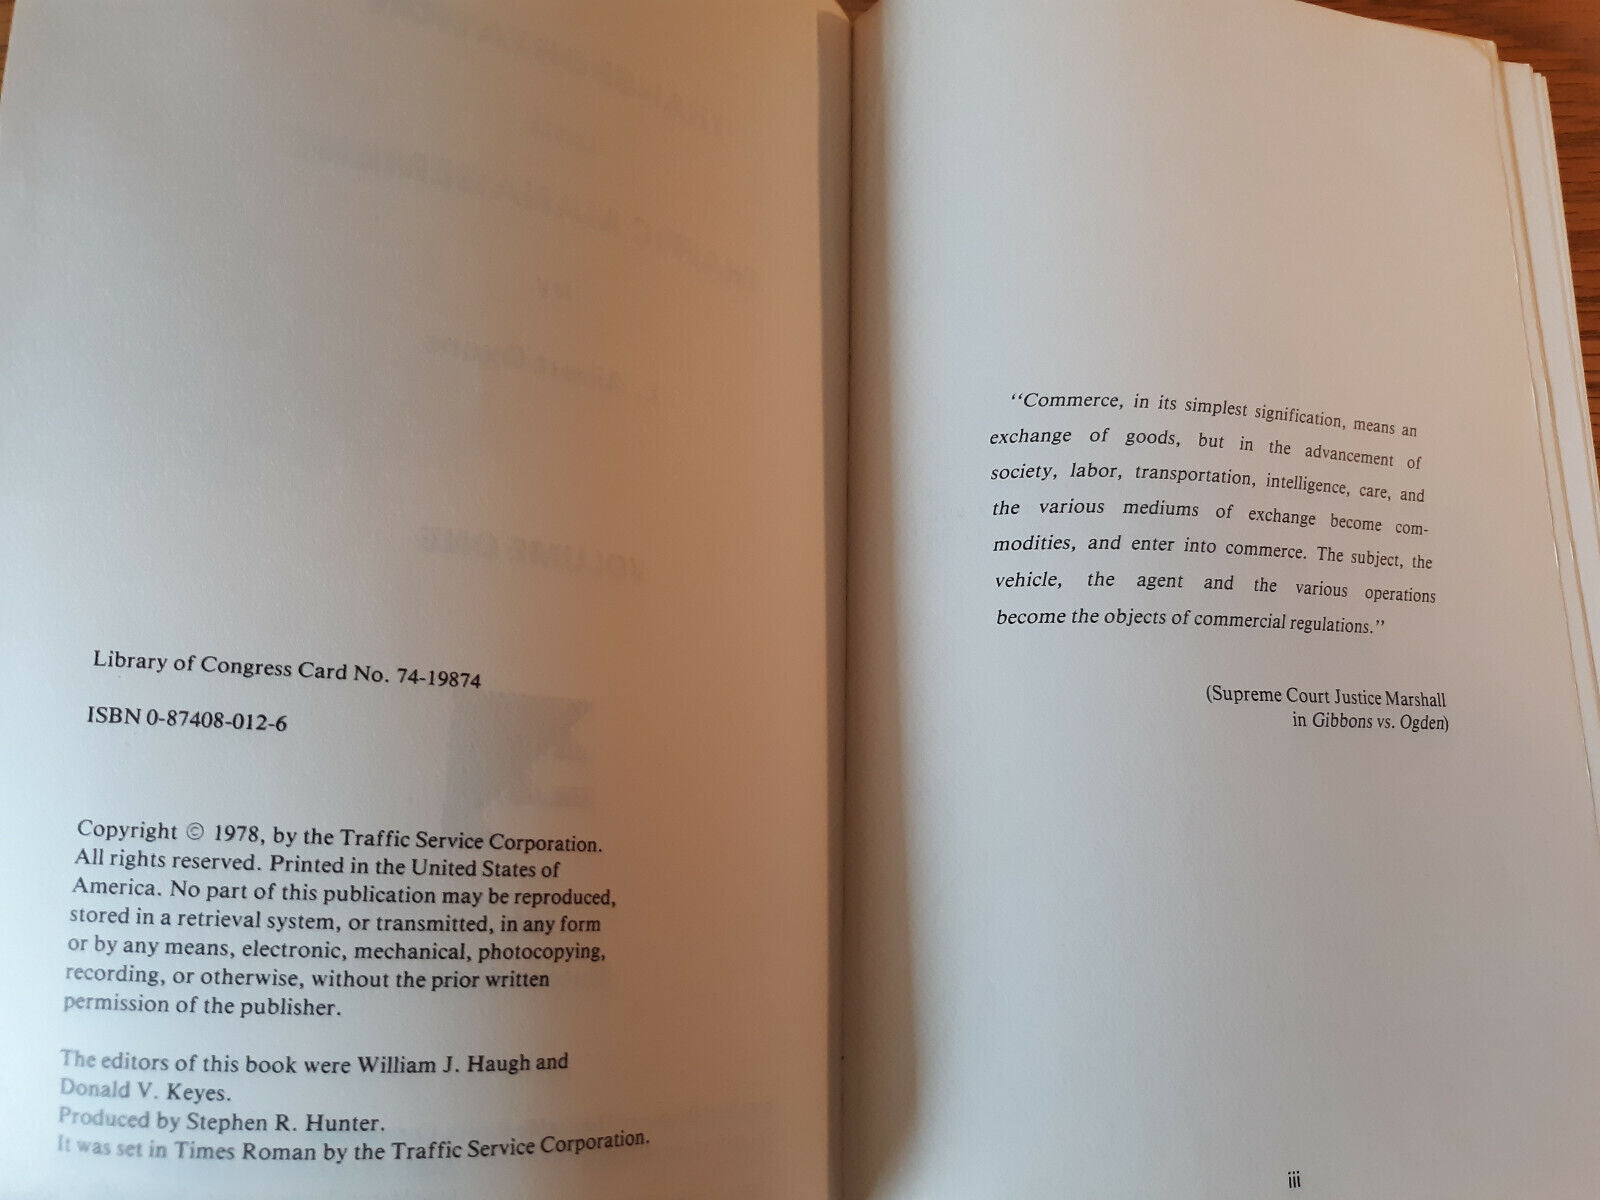 Library of Congress Card No. 74-19874
ISBN 0-87408-012-6
Copyright © 1978, by the Traffic Service Corporation.
All rights reserved. Printed in the United States of
America. No part of this publication may be reproduced,
stored in a retrieval system, or transmitted, in any form
or by any means, electronic, mechanical, photocopying,
recording, or otherwise, without the prior written
permission of the publisher.
The editors of this book were William J. Haugh and
Donald V. Keyes.
Produced by Stephen R. Hunter.
It was set in Times Roman by the Traffic Service Corporation.
"Commerce, in its simplest signification, means an
exchange of goods, but in the advancement of
society, labor, transportation, intelligence, care, and
the various mediums of exchange become com-
modities, and enter into commerce. The subject, the
vehicle, the agent and the various operations
become the objects of commercial regulations."
(Supreme Court Justice Marshall
in Gibbons vs. Ogden)
iii